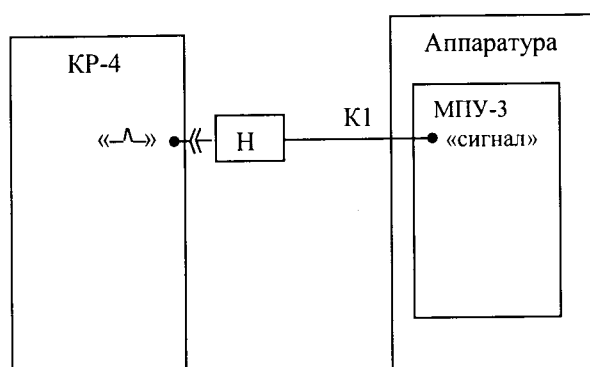 КР-4
Аппаратура
МПУ-3
«сигнал»
К1
Н